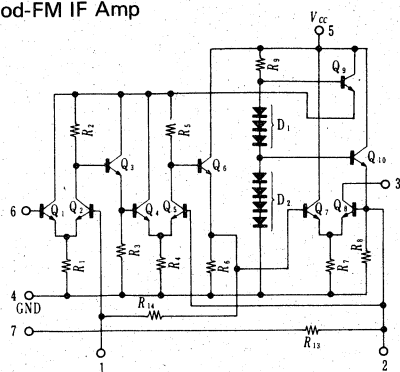 od-FM IF Amp
Vcc
5
R9
Q9
R2
R5
D1
Q3
Q6
Q10
3
D2
6
Q1
Q2
Q4
Q5
Q7
Q8
R1
R3
R4
R6
R7
R8
4
GND
R14
7
R13
1
2